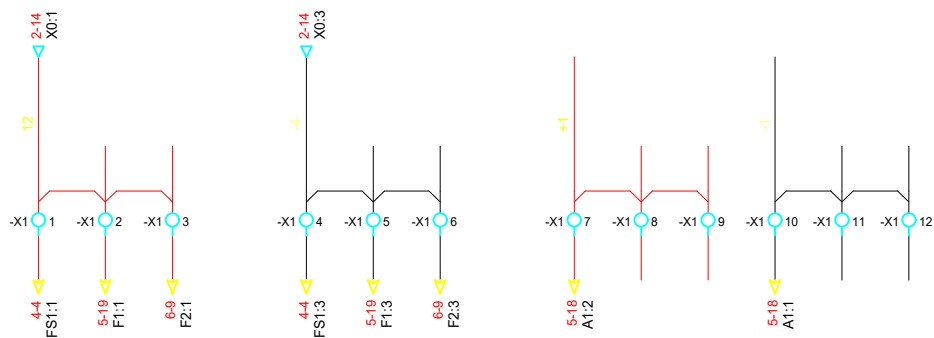 2-14
X0:1
2-14
X0:3
12
-4
+1
-1
-X1 1
-X1 2
-X1 3
-X1 4
-X1 5
-X1 6
-X1 7
-X1 8
-X1 9
-X1 10
-X1 11
-X1 12
4-4
FS1:1
5-19
F1:1
6-9
F2:1
4-4
FS1:3
5-19
F1:3
6-9
F2:3
5-18
A1:2
5-18
A1:1